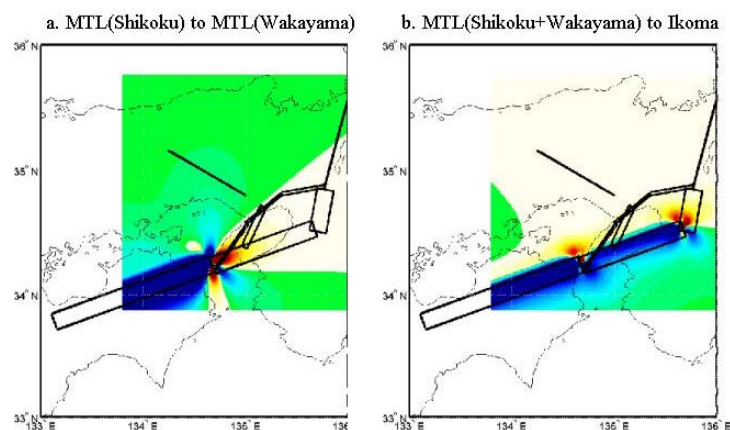 a. MTL(Shikoku) to MTL(Wakayama)
b. MTL(Shikoku+Wakayama) to Ikoma
36° N
35° N
34° N
33° N
133° E
134° E
135° E
136° E
36° N
35° N
34° N
33° N
133° E
134° E
135° E
136° E